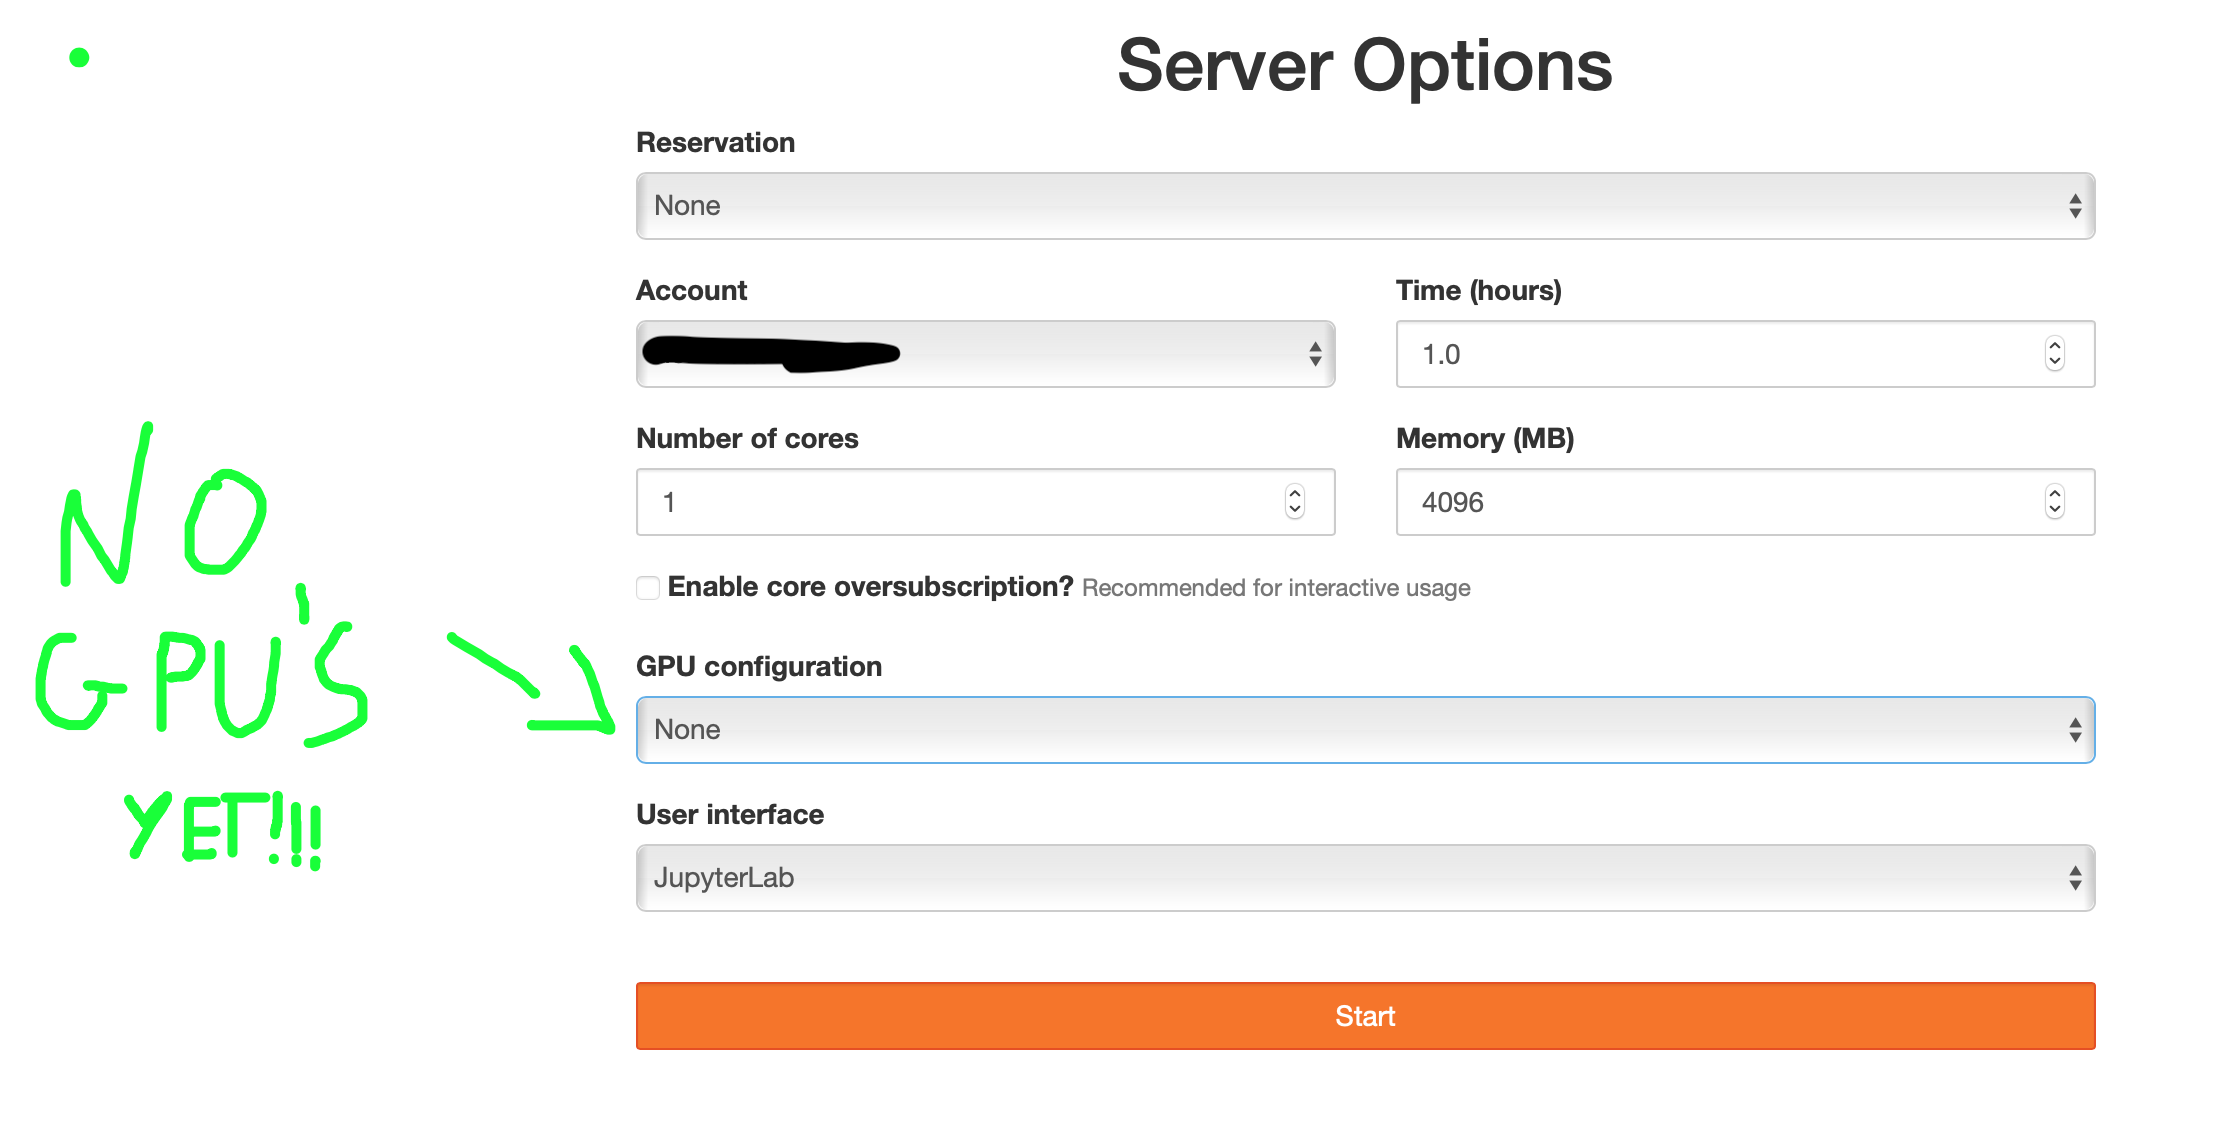 Server Options
Reservation
None
Account
Time (hours)
1.0
Number of cores
Memory (MB)
1
4096
Enable core oversubscription? Recommended for interactive usage
GPU configuration
None
User interface
JupyterLab
Start
NO
GPU'S
YET!!!